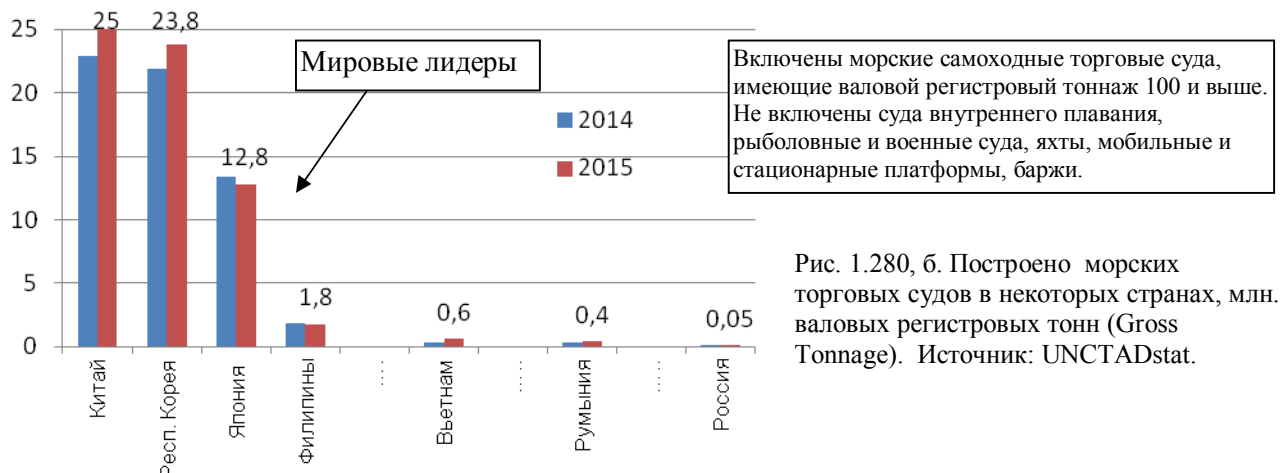 25
20
15
10
5
0
25
23,8
12,8
1,8
0,6
0,4
0,05
Мировые лидеры
2014
2015
Китай
Респ. Корея
Япония
Филипины
....
Вьетнам
.....
Румыния
.....
Россия
Включены морские самоходные торговые суда,
имеющие валовой регистровый тоннаж 100 и выше.
Не включены суда внутреннего плавания,
рыболовные и военные суда, яхты, мобильные и
стационарные платформы, баржи.
Рис. 1.280, б. Построено морских
торговых судов в некоторых странах, млн.
валовых регистровых тонн (Gross
Tonnage). Источник: UNCTADstat.